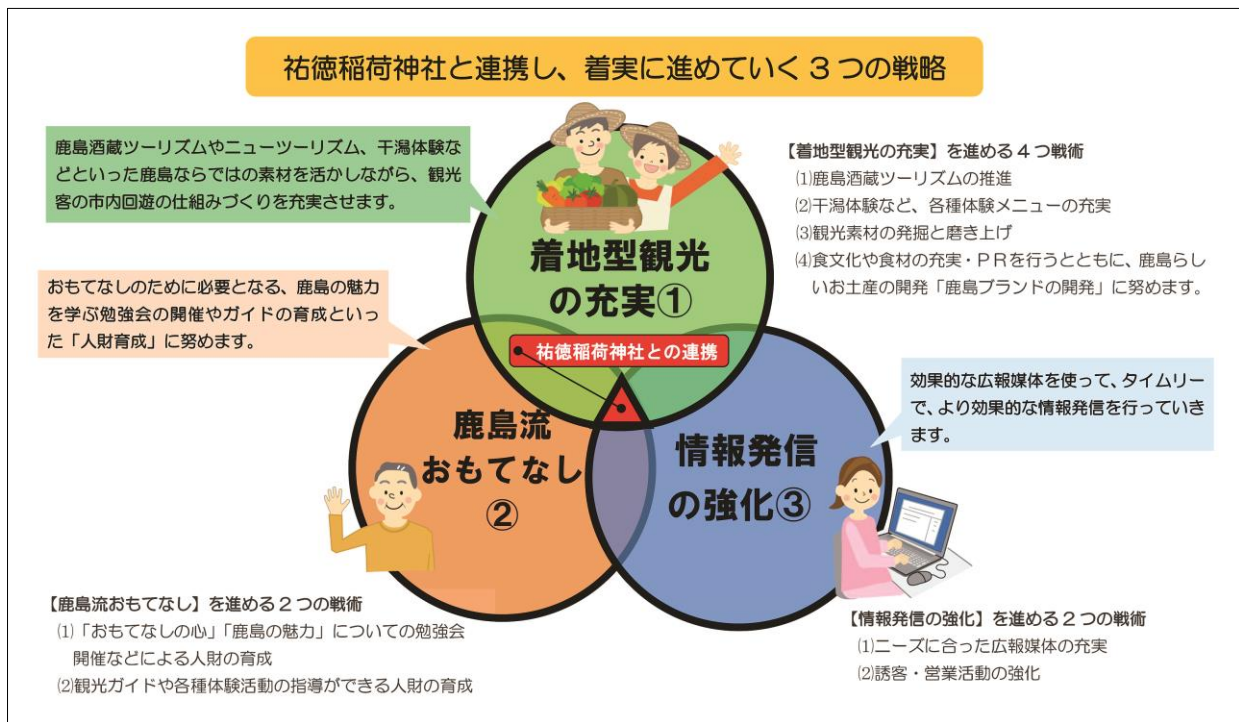 祐徳稲荷神社と連携し、着実に進めていく3つの戦略
鹿島酒蔵ツーリズムやニューツーリズム、干潟体験な
どといった鹿島ならではの素材を活かしながら、観光
客の市内回遊の仕組みづくりを充実させます。
おもてなしのために必要となる、鹿島の魅力
を学ぶ勉強会の開催やガイドの育成といっ
た「人財育成」に努めます。
着地型観光
の充実①
祐徳稲荷神社との連携
【着地型観光の充実】を進める4つ戦術
⑴鹿島酒蔵ツーリズムの推進
⑵干潟体験など、各種体験メニューの充実
⑶観光素材の発掘と磨き上げ
⑷食文化や食材の充実・PRを行うとともに、鹿島らし
いお土産の開発「鹿島ブランドの開発」に努めます。
鹿島流
おもてなし
②
情報発信
の強化③
効果的な広報媒体を使って、タイムリー
で、より効果的な情報発信を行っていき
ます。
【鹿島流おもてなし】を進める2つの戦術
⑴「おもてなしの心」「鹿島の魅力」についての勉強会
開催などによる人財の育成
⑵観光ガイドや各種体験活動の指導ができる人財の育成
【情報発信の強化】を進める2つの戦術
⑴ニーズに合った広報媒体の充実
⑵誘客・営業活動の強化